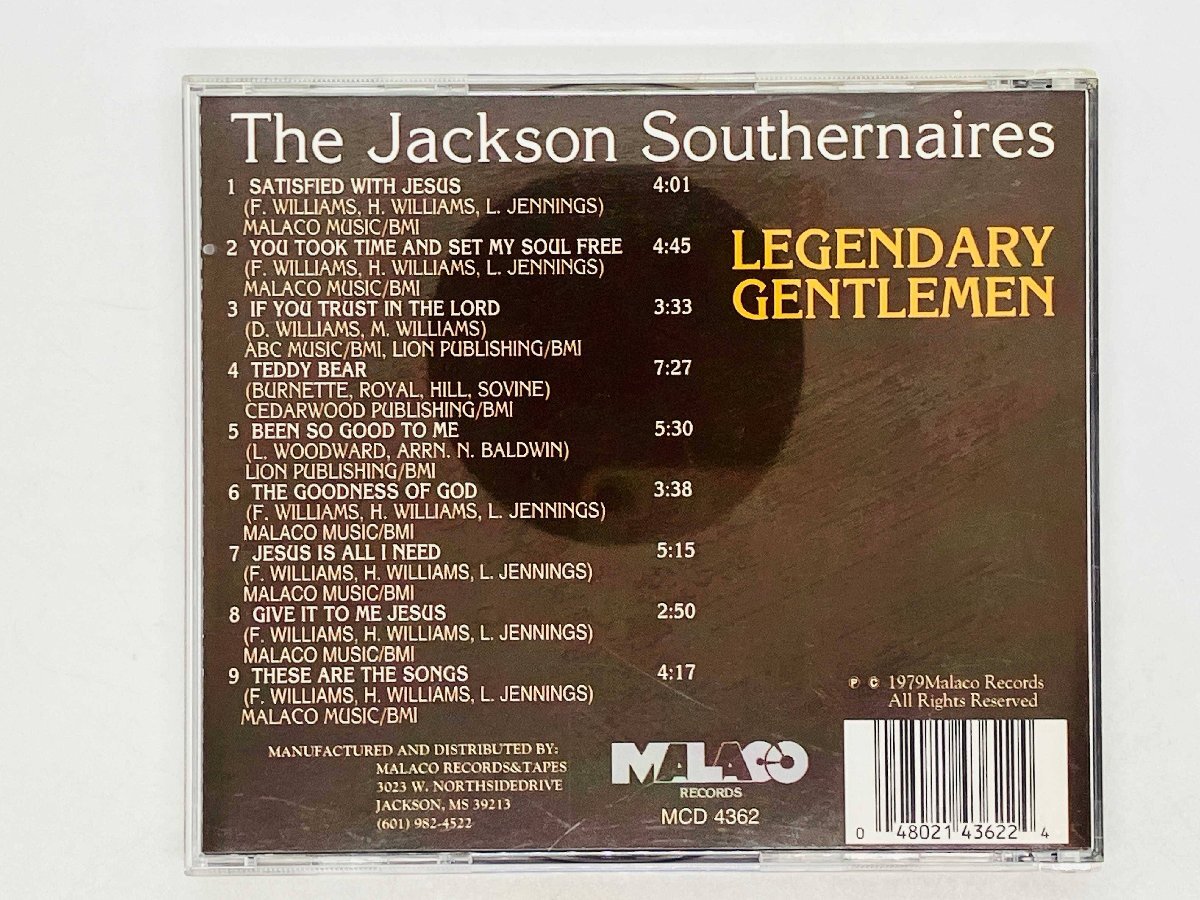 The Jackson Southernaires
1 SATISFIED WITH JESUS 4:01
(F. WILLIAMS, H. WILLIAMS, L. JENNINGS)
MALACO MUSIC/BMI
2 YOU TOOK TIME AND SET MY SOUL FREE 4:45
(F. WILLIAMS, H. WILLIAMS, L. JENNINGS)
MALACO MUSIC/BMI
3 IF YOU TRUST IN THE LORD 3:33
(D. WILLIAMS, M. WILLIAMS)
ABC MUSIC/BMI, LION PUBLISHING/BMI
4 TEDDY BEAR 7:27
(BURNETTE, ROYAL, HILL, SOVINE)
CEDARWOOD PUBLISHING/BMI
5 BEEN SO GOOD TO ME 5:30
(L. WOODWARD, ARRN. N. BALDWIN)
LION PUBLISHING/BMI
6 THE GOODNESS OF GOD 3:38
(F. WILLIAMS, H. WILLIAMS, L. JENNINGS)
MALACO MUSIC/BMI
7 JESUS IS ALL I NEED 5:15
(F. WILLIAMS, H. WILLIAMS, L. JENNINGS)
MALACO MUSIC/BMI
8 GIVE IT TO ME JESUS 2:50
(F. WILLIAMS, H. WILLIAMS, L. JENNINGS)
MALACO MUSIC/BMI
9 THESE ARE THE SONGS 4:17
(F. WILLIAMS, H. WILLIAMS, L. JENNINGS)
MALACO MUSIC/BMI
LEGENDARY
GENTLEMEN
℗ © 1979Malaco Records
All Rights Reserved
MANUFACTURED AND DISTRIBUTED BY:
MALACO RECORDS&TAPES
3023 W. NORTHSIDEDRIVE
JACKSON, MS 39213
(601) 982-4522
MALACO
RECORDS
MCD 4362
0 48021 43622 4